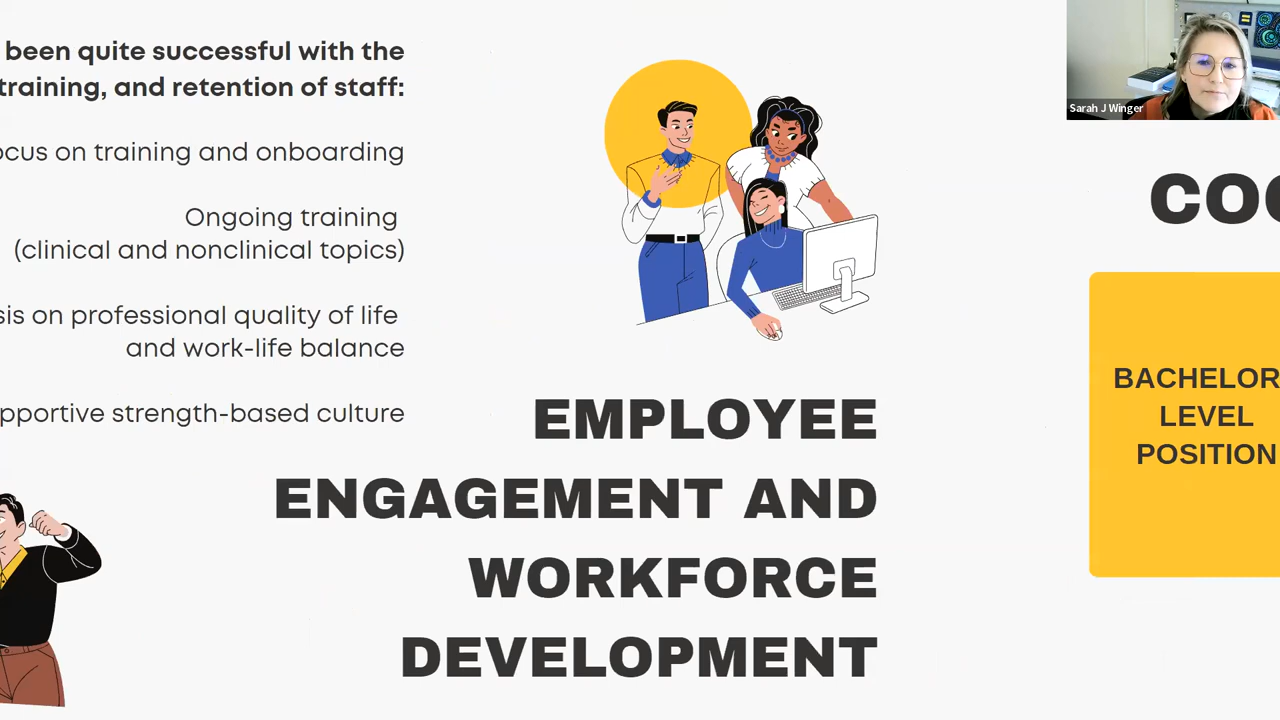 been quite successful with the
training, and retention of staff:
ocus on training and onboarding
Ongoing training
(clinical and nonclinical topics)
sis on professional quality of life
and work-life balance
pportive strength-based culture
EMPLOYEE
ENGAGEMENT AND
WORKFORCE
DEVELOPMENT
Sarah J Winger
COO
BACHELOR
LEVEL
POSITION